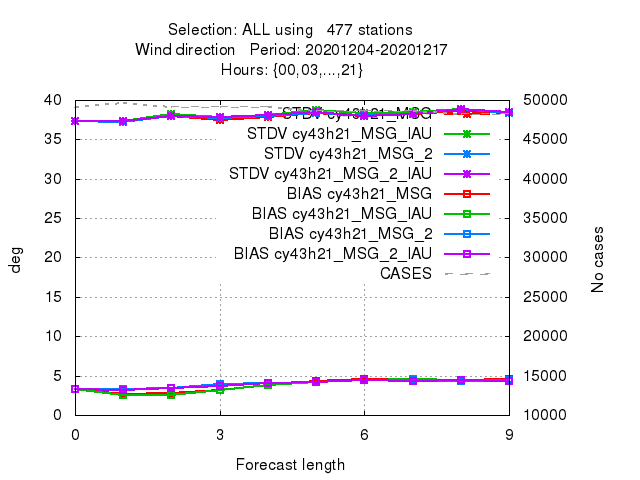 Selection: ALL using 477 stations
Wind direction Period: 20201204-20201217
Hours: {00,03,...,21}
40
35
30
25
20
15
10
5
0
deg
50000
45000
40000
35000
30000
25000
20000
15000
10000
No cases
STDV cy43h21_MSG
STDV cy43h21_MSG_IAU
STDV cy43h21_MSG_2
STDV cy43h21_MSG_2_IAU
BIAS cy43h21_MSG
BIAS cy43h21_MSG_IAU
BIAS cy43h21_MSG_2
BIAS cy43h21_MSG_2_IAU
CASES
0 3 6 9
Forecast length